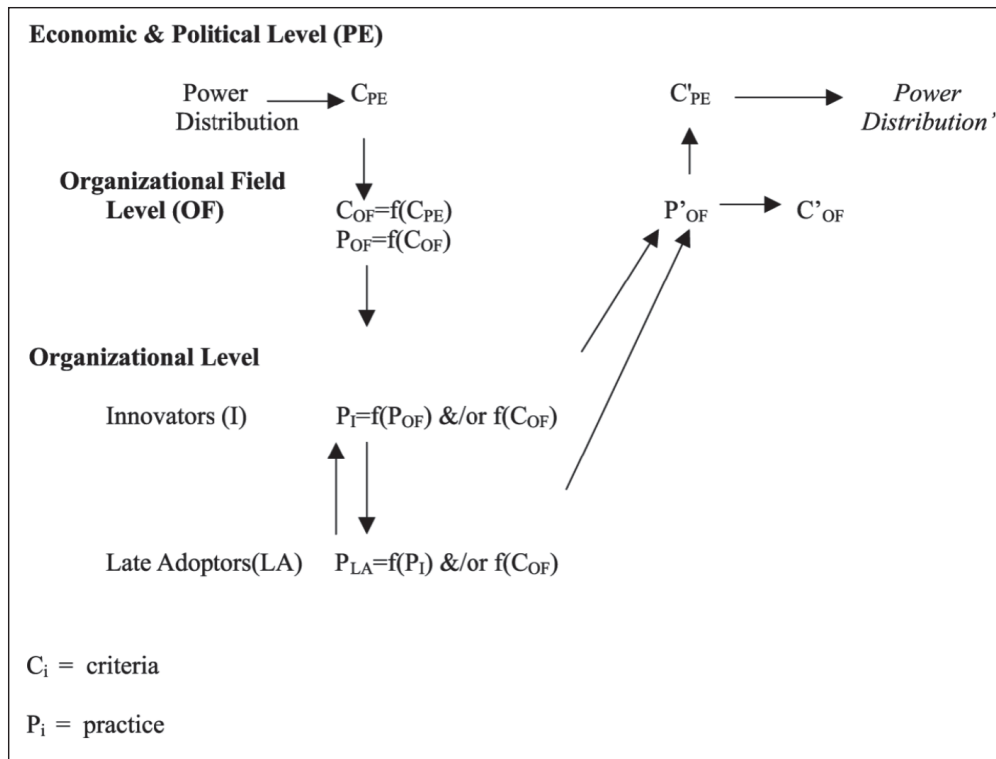 Economic & Political Level (PE)
Power Distribution
C_PE
C'_PE
Power Distribution’
Organizational Field Level (OF)
C_OF=f(C_PE)
P_OF=f(C_OF)
P’_OF
C’_OF
Organizational Level
Innovators (I)
P_I=f(P_OF) &/or f(C_OF)
Late Adoptors(LA)
P_LA=f(P_I) &/or f(C_OF)
C_i = criteria
P_i = practice